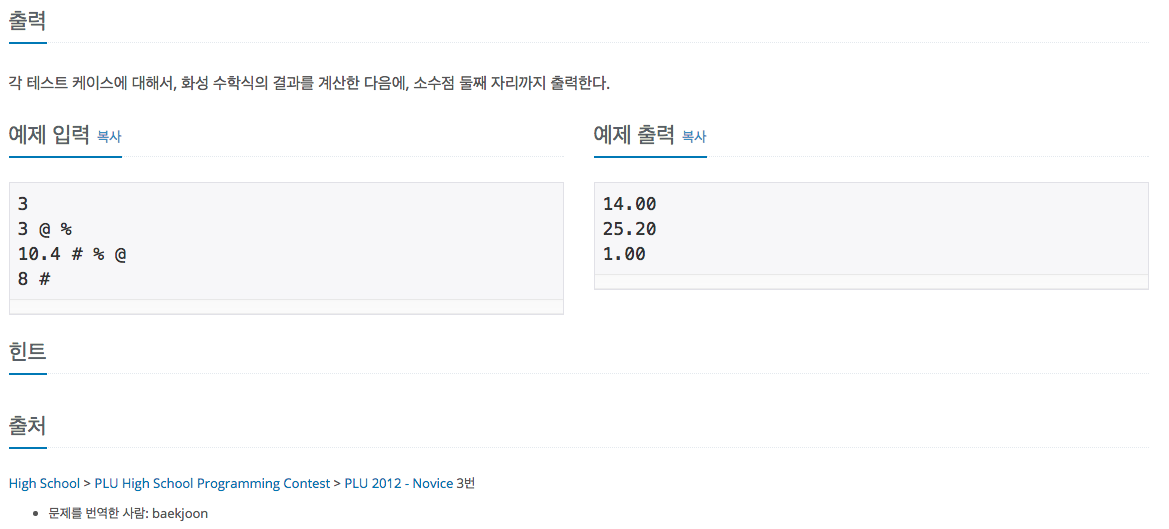 출력
각 테스트 케이스에 대해서, 화성 수학식의 결과를 계산한 다음에, 소수점 둘째 자리까지 출력한다.
예제 입력 복사
3
3 @ %
10.4 # % @
8 #
예제 출력 복사
14.00
25.20
1.00
힌트
출처
High School > PLU High School Programming Contest > PLU 2012 - Novice 3번
• 문제를 번역한 사람: baekjoon